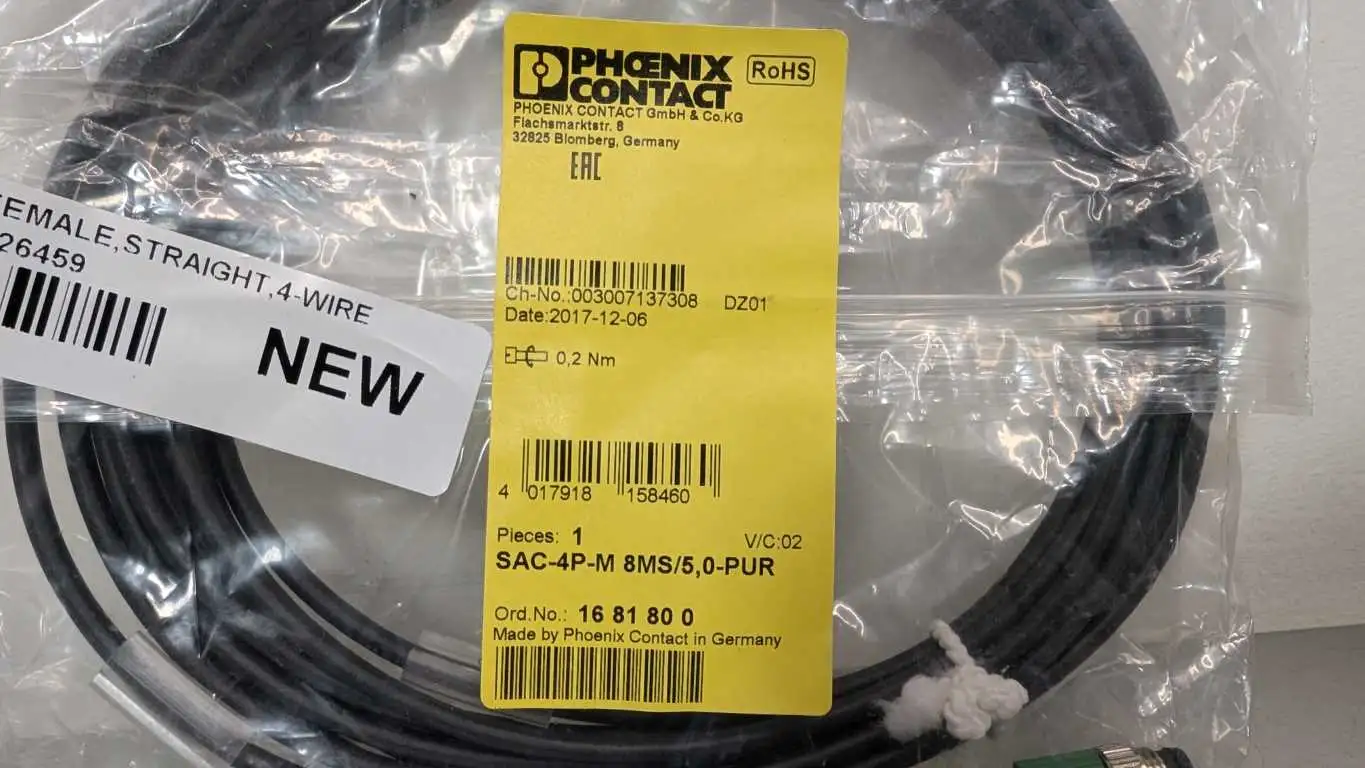 PHŒNIX
CONTACT
RoHS
PHOENIX CONTACT GmbH & Co.KG
Flachsmarktstr. 8
32825 Blomberg, Germany
EAC
Ch-No.:003007137308 DZ01
Date:2017-12-06
0,2 Nm
4 017918 158460
Pieces: 1 V/C:02
SAC-4P-M 8MS/5,0-PUR
Ord.No.: 16 81 80 0
Made by Phoenix Contact in Germany
FEMALE,STRAIGHT,4-WIRE
26459
NEW